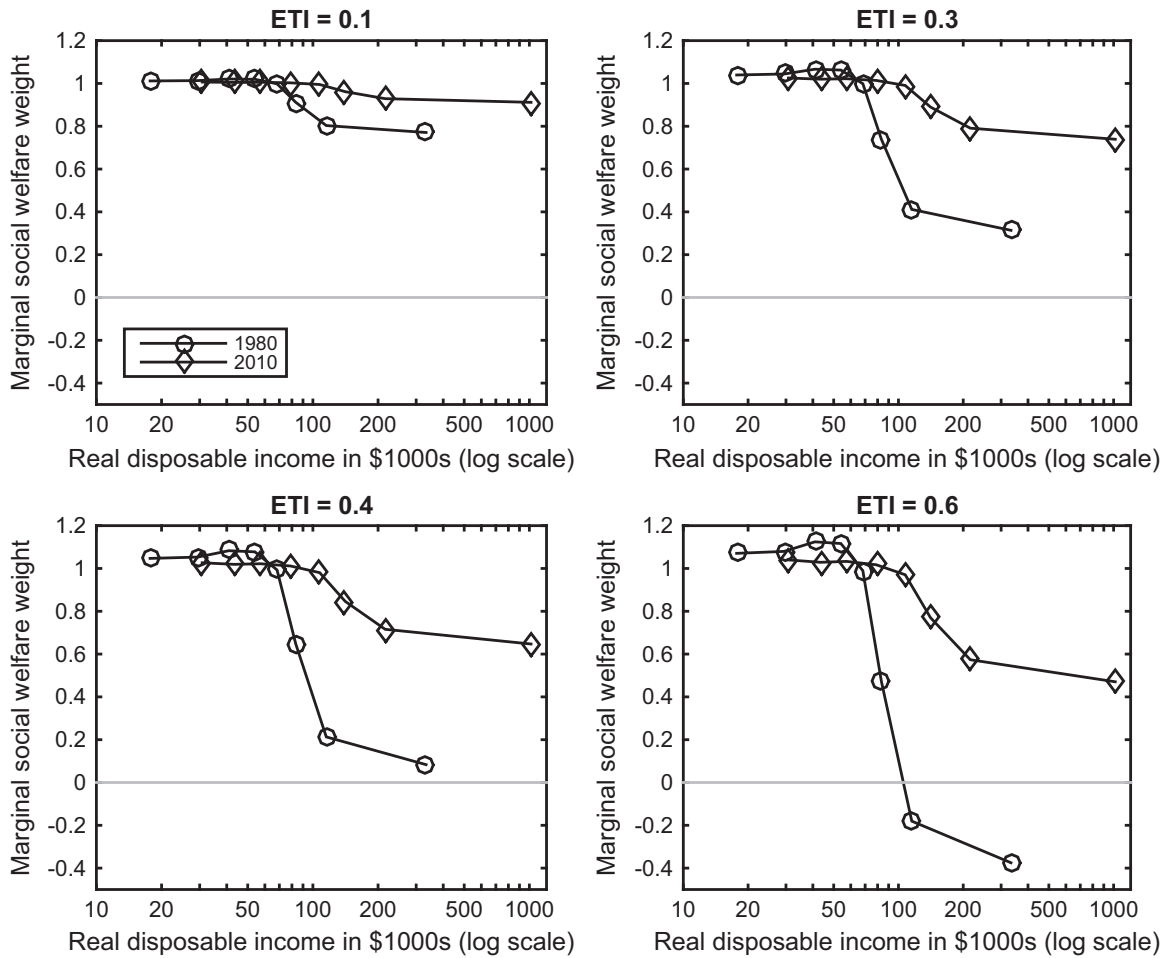 ETI = 0.1
1.2
1
0.8
0.6
0.4
0.2
0
-0.2
-0.4
Marginal social welfare weight
1980
2010
10 20 50 100 200 500 1000
Real disposable income in $1000s (log scale)
ETI = 0.3
1.2
1
0.8
0.6
0.4
0.2
0
-0.2
-0.4
Marginal social welfare weight
10 20 50 100 200 500 1000
Real disposable income in $1000s (log scale)
ETI = 0.4
1.2
1
0.8
0.6
0.4
0.2
0
-0.2
-0.4
Marginal social welfare weight
10 20 50 100 200 500 1000
Real disposable income in $1000s (log scale)
ETI = 0.6
1.2
1
0.8
0.6
0.4
0.2
0
-0.2
-0.4
Marginal social welfare weight
10 20 50 100 200 500 1000
Real disposable income in $1000s (log scale)